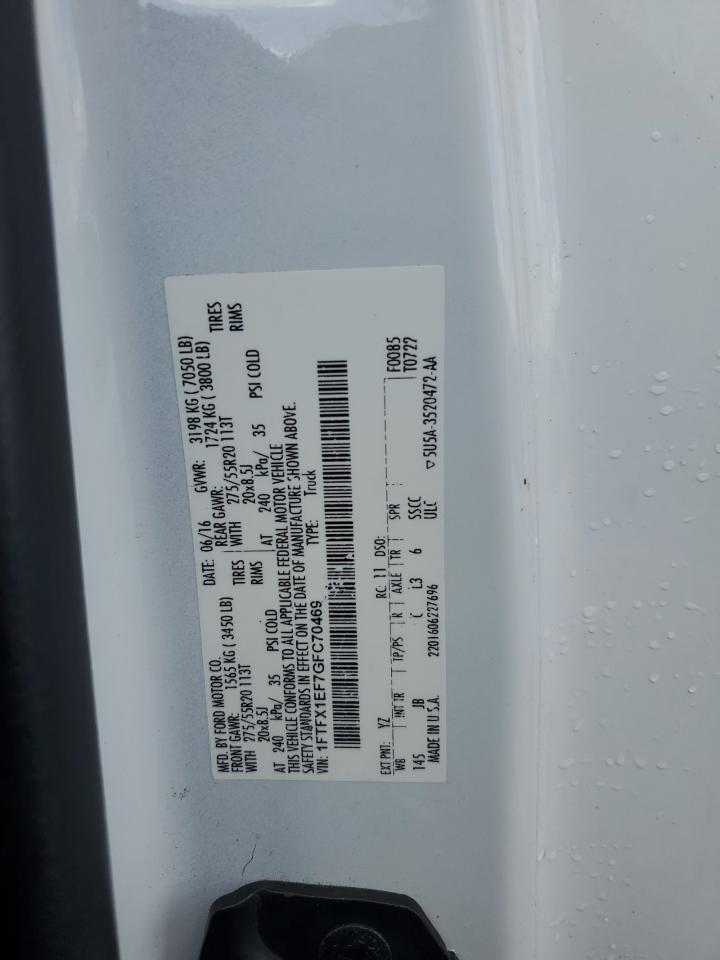 MFD. BY FORD MOTOR CO.
DATE: 06/16 GVWR: 3198 KG ( 7050 LB)
FRONT GAWR: 1565 KG ( 3450 LB) REAR GAWR: 1724 KG ( 3800 LB)
WITH 275/55R20 113T TIRES WITH 275/55R20 113T TIRES
20x8.5J RIMS 20x8.5J RIMS
AT 240 kPa/ 35 PSI COLD AT 240 kPa/ 35 PSI COLD
THIS VEHICLE CONFORMS TO ALL APPLICABLE FEDERAL MOTOR VEHICLE
SAFETY STANDARDS IN EFFECT ON THE DATE OF MANUFACTURE SHOWN ABOVE.
VIN: 1FTFX1EF7GFC70469 TYPE: Truck
EXT PNT: YZ RC: 11 DSO: F0085
WB INT TR TP/PS R AXLE TR SPR T0722
145 JB C L3 6 SSCC
MADE IN U.S.A. 2201606227696 ULC ▽5U5A-3520472-AA